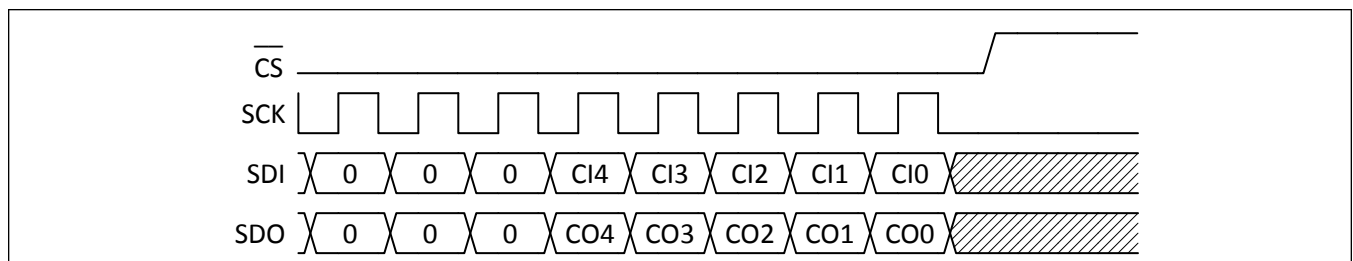 CS
SCK
SDI 0 0 0 CI4 CI3 CI2 CI1 CI0
SDO 0 0 0 CO4 CO3 CO2 CO1 CO0